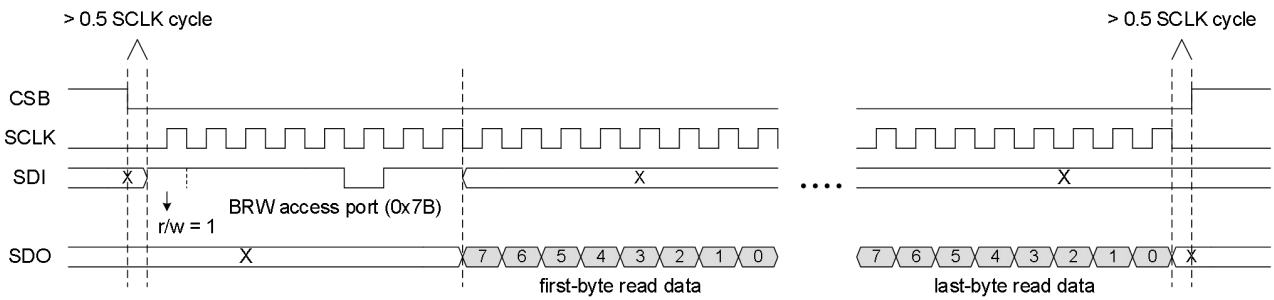 > 0.5 SCLK cycle > 0.5 SCLK cycle
CSB
SCLK
SDI X X .... X
BRW access port (0x7B)
r/w = 1
SDO X 7 6 5 4 3 2 1 0 7 6 5 4 3 2 1 0 X
first-byte read data last-byte read data